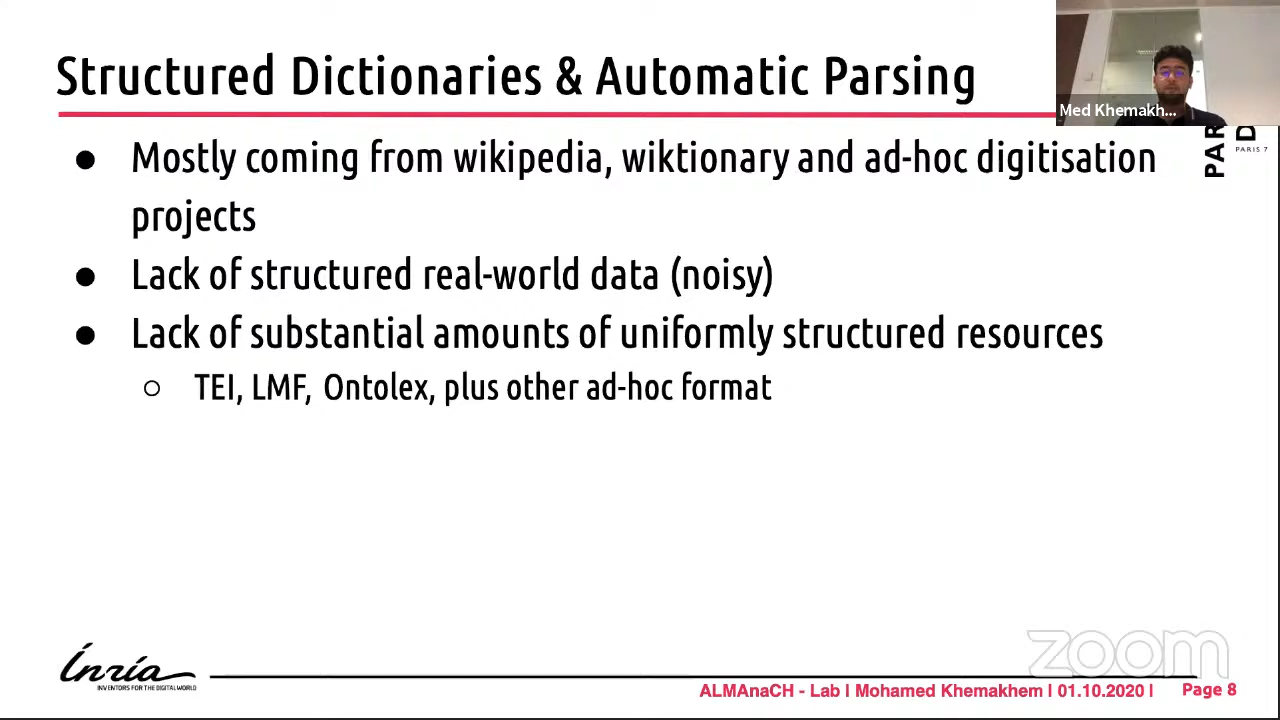 Structured Dictionaries & Automatic Parsing
Med Khemakh...
PAR
D
PARIS 7
● Mostly coming from wikipedia, wiktionary and ad-hoc digitisation
projects
● Lack of structured real-world data (noisy)
● Lack of substantial amounts of uniformly structured resources
○ TEI, LMF, Ontolex, plus other ad-hoc format
zoom
Inria
INVENTORS FOR THE DIGITAL WORLD
ALMAnaCH - Lab I Mohamed Khemakhem I 01.10.2020 I Page 8